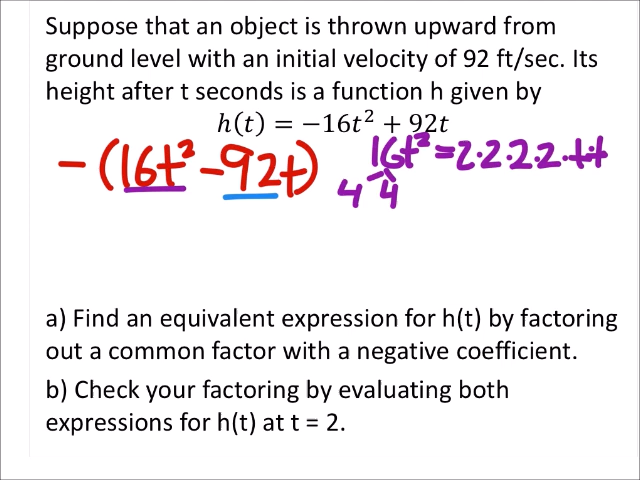 Suppose that an object is thrown upward from
ground level with an initial velocity of 92 ft/sec. Its
height after t seconds is a function h given by
h(t) = −16t² + 92t
− (16t² − 92t) 16t² = 2·2·2·2·t·t
4 4
a) Find an equivalent expression for h(t) by factoring
out a common factor with a negative coefficient.
b) Check your factoring by evaluating both
expressions for h(t) at t = 2.